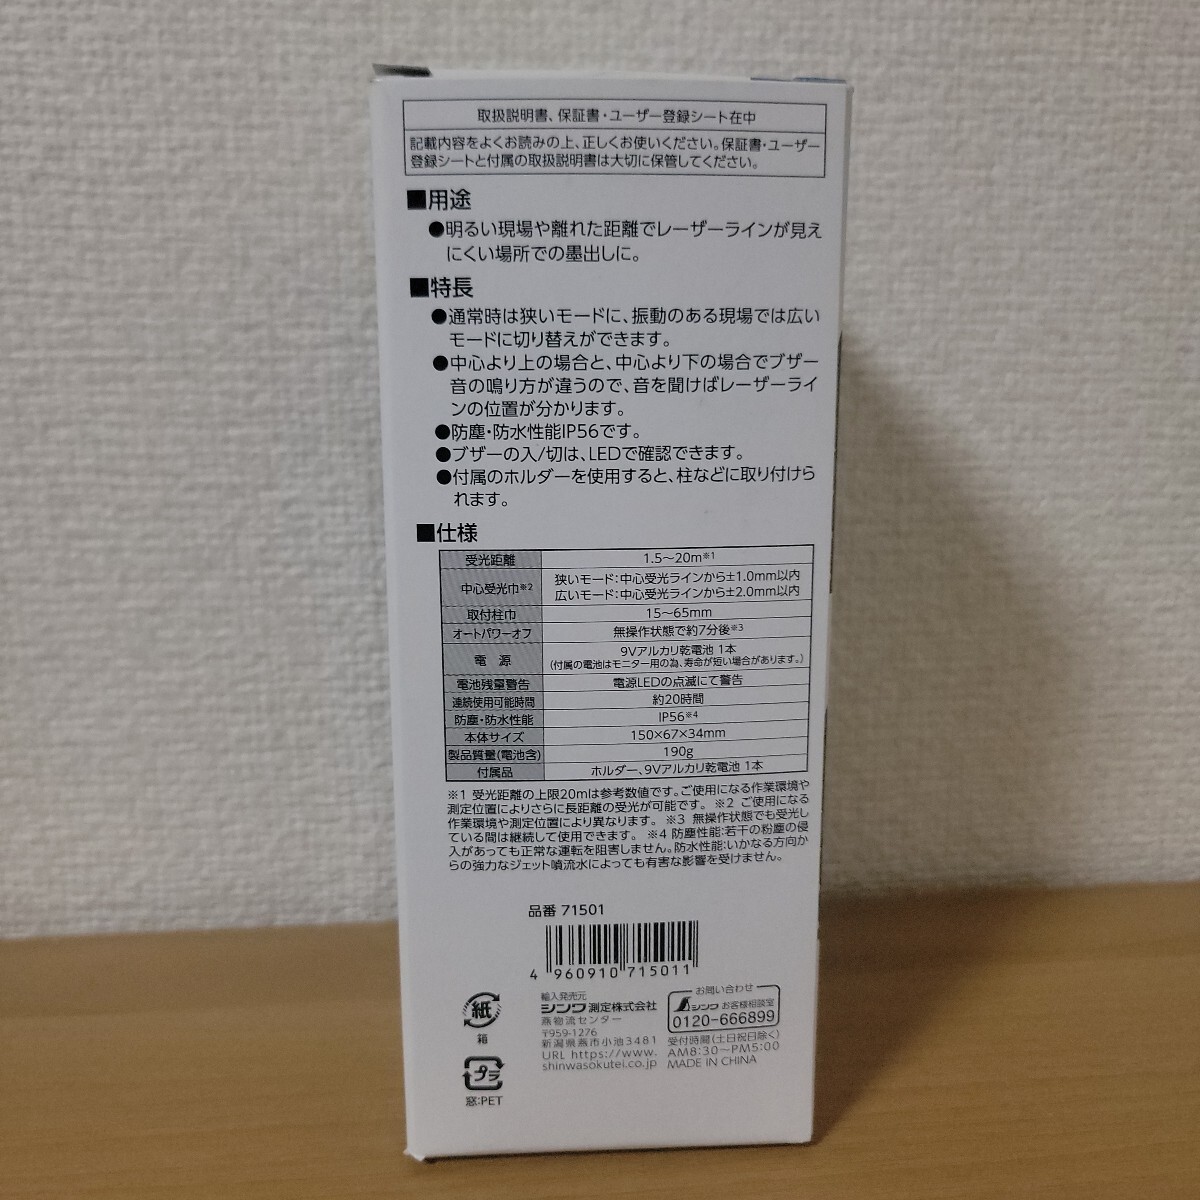 取扱説明書、保証書・ユーザー登録シート在中
記載内容をよくお読みの上、正しくお使いください。保証書・ユーザー
登録シートと付属の取扱説明書は大切に保管してください。
■用途
●明るい現場や離れた距離でレーザーラインが見え
にくい場所での墨出しに。
■特長
●通常時は狭いモードに、振動のある現場では広い
モードに切り替えができます。
●中心より上の場合と、中心より下の場合でブザー
音の鳴り方が違うので、音を聞けばレーザーライ
ンの位置が分かります。
●防塵・防水性能IP56です。
●ブザーの入/切は、LEDで確認できます。
●付属のホルダーを使用すると、柱などに取り付けら
れます。
■仕様
受光距離 1.5～20m※1
中心受光巾※2 狭いモード:中心受光ラインから±1.0mm以内
広いモード:中心受光ラインから±2.0mm以内
取付柱巾 15～65mm
オートパワーオフ 無操作状態で約7分後※3
電 源 9Vアルカリ乾電池 1本
(付属の電池はモニター用の為、寿命が短い場合があります。)
電池残量警告 電源LEDの点滅にて警告
連続使用可能時間 約20時間
防塵・防水性能 IP56※4
本体サイズ 150×67×34mm
製品質量(電池含) 190g
付属品 ホルダー、9Vアルカリ乾電池 1本
※1 受光距離の上限20mは参考数値です。ご使用になる作業環境や
測定位置によりさらに長距離の受光が可能です。 ※2 ご使用になる
作業環境や測定位置により異なります。 ※3 無操作状態でも受光し
ている間は継続して使用できます。 ※4 防塵性能:若干の粉塵の侵
入があっても正常な運転を阻害しません。防水性能:いかなる方向か
らの強力なジェット噴流水によっても有害な影響を受けません。
品番 71501
4 960910 715011
紙
箱
プラ
窓:PET
輸入発売元
シンワ測定株式会社
燕物流センター
〒959-1276
新潟県燕市小池3481
URL https://www.
shinwasokutei.co.jp
お問い合わせ
シンワ お客様相談室
0120-666899
受付時間(土日祝日除く)
AM8:30～PM5:00
MADE IN CHINA